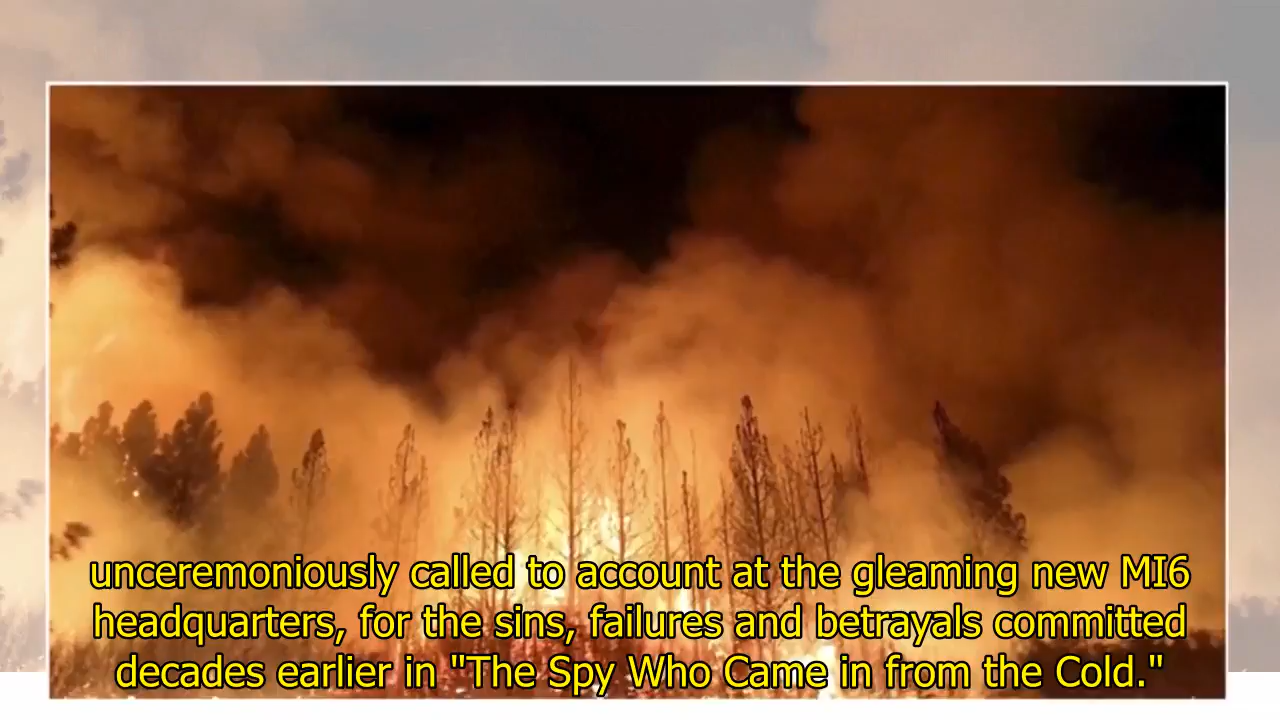 unceremoniously called to account at the gleaming new MI6
headquarters, for the sins, failures and betrayals committed
decades earlier in "The Spy Who Came in from the Cold."